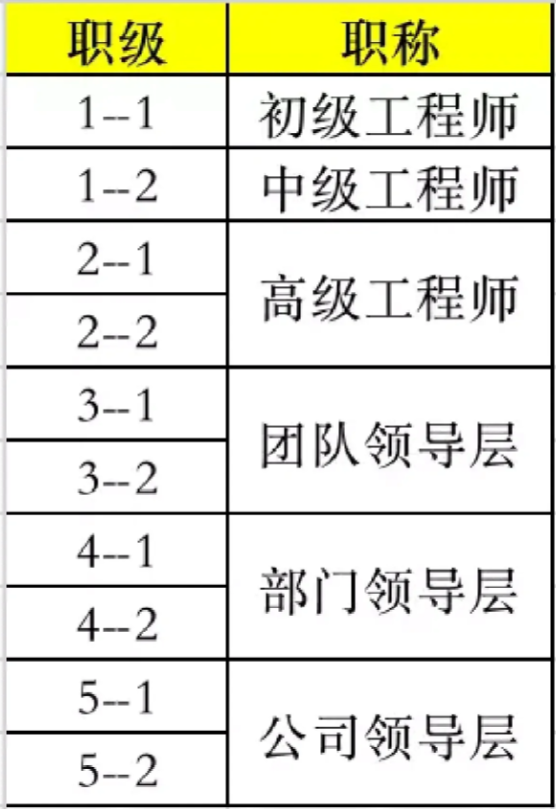 职级 职称
1--1 初级工程师
1--2 中级工程师
2--1
高级工程师
2--2
3--1
团队领导层
3--2
4--1
部门领导层
4--2
5--1
公司领导层
5--2